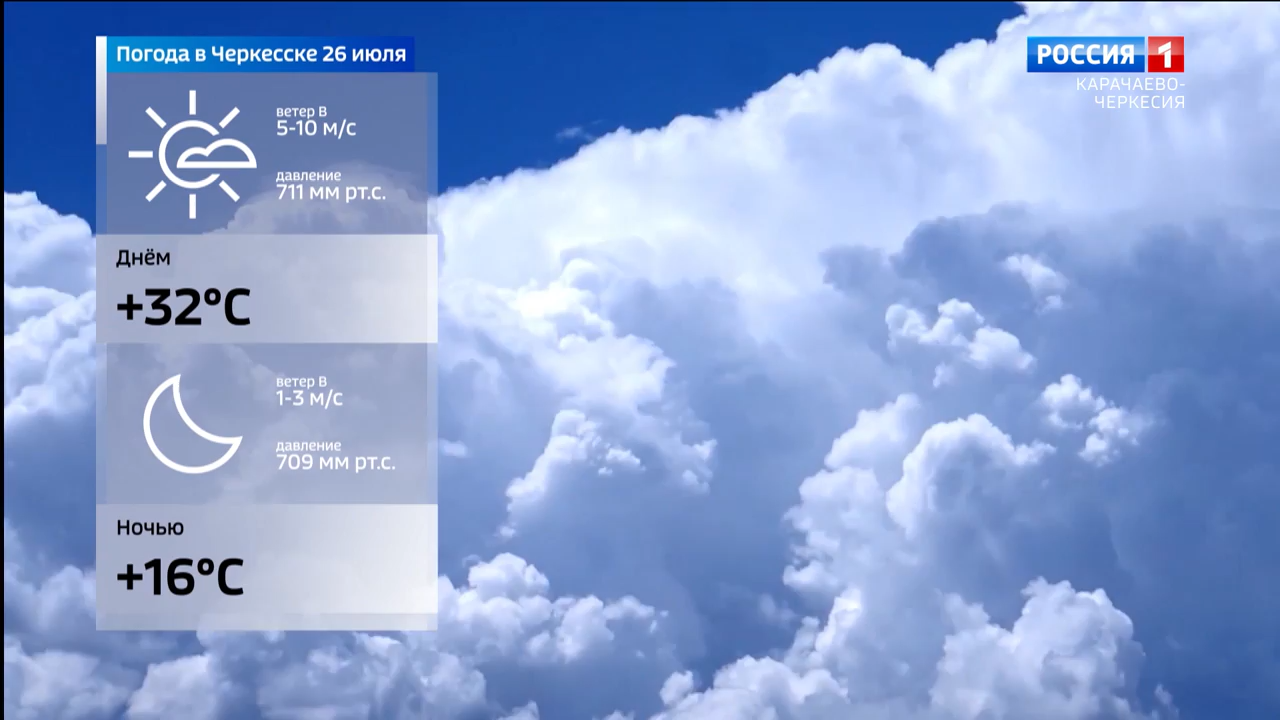 Погода в Черкесске 26 июля
РОССИЯ 1
КАРАЧАЕВО-
ЧЕРКЕСИЯ
ветер В
5-10 м/с
давление
711 мм рт.с.
Днём
+32°C
ветер В
1-3 м/с
давление
709 мм рт.с.
Ночью
+16°C